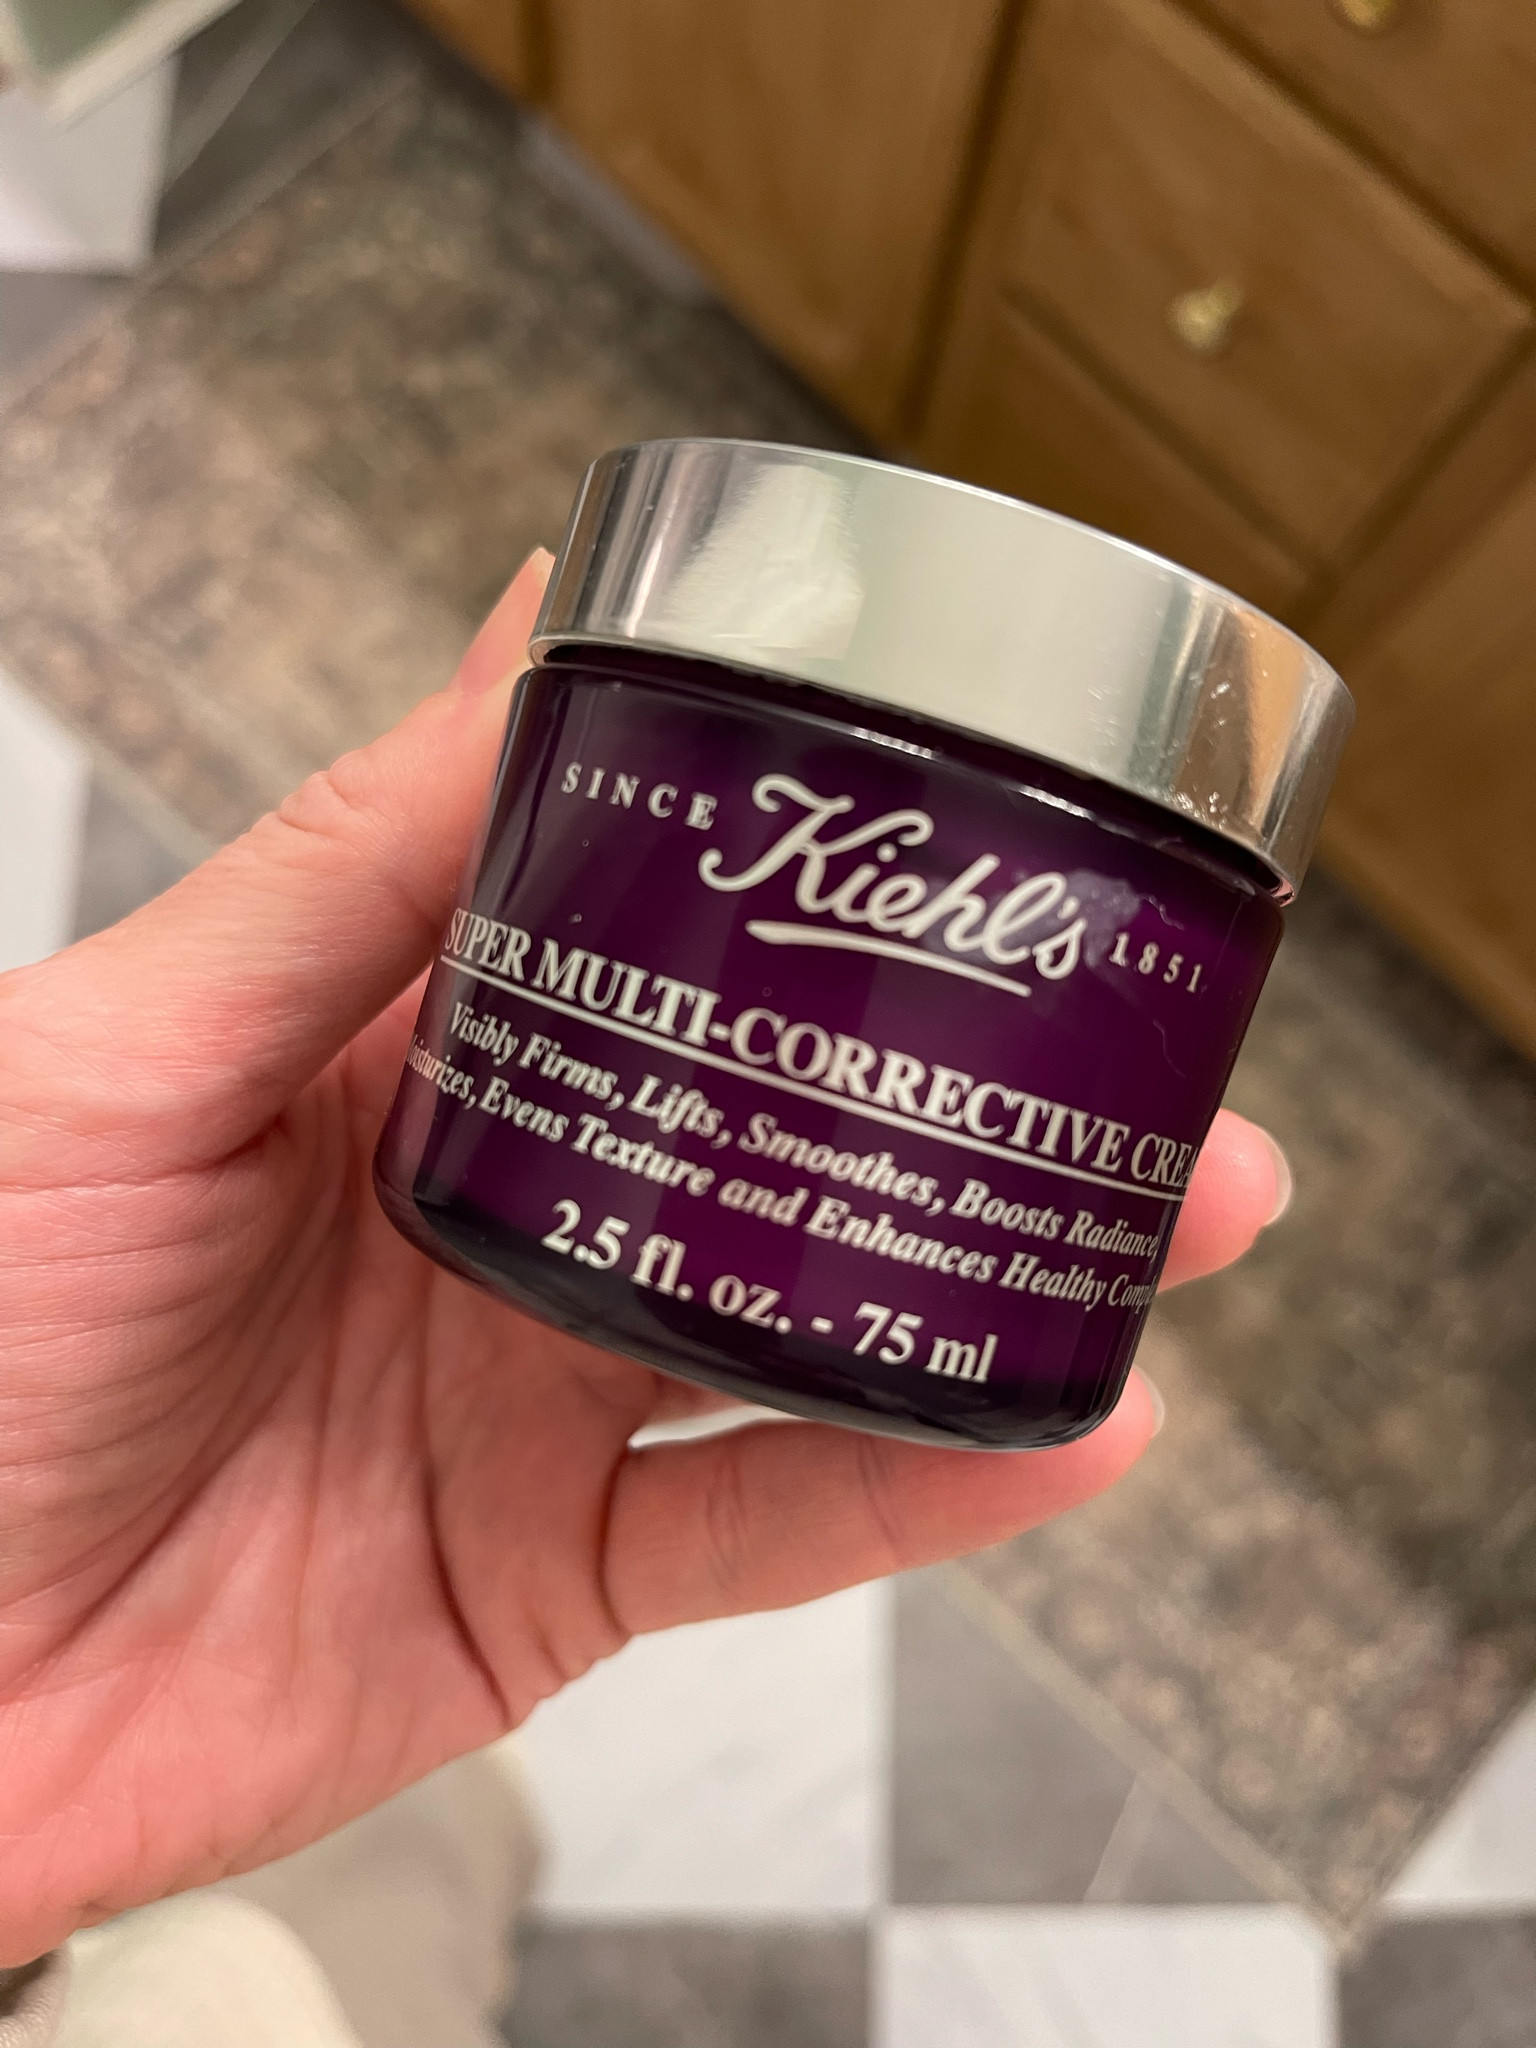 SINCE Kiehl's 1851
SUPER MULTI-CORRECTIVE
Visibly Firms, Lifts, Smoothes, Boosts Radiance,
Evens Texture and Enhances Healthy
2.5 fl. oz. - 75 ml